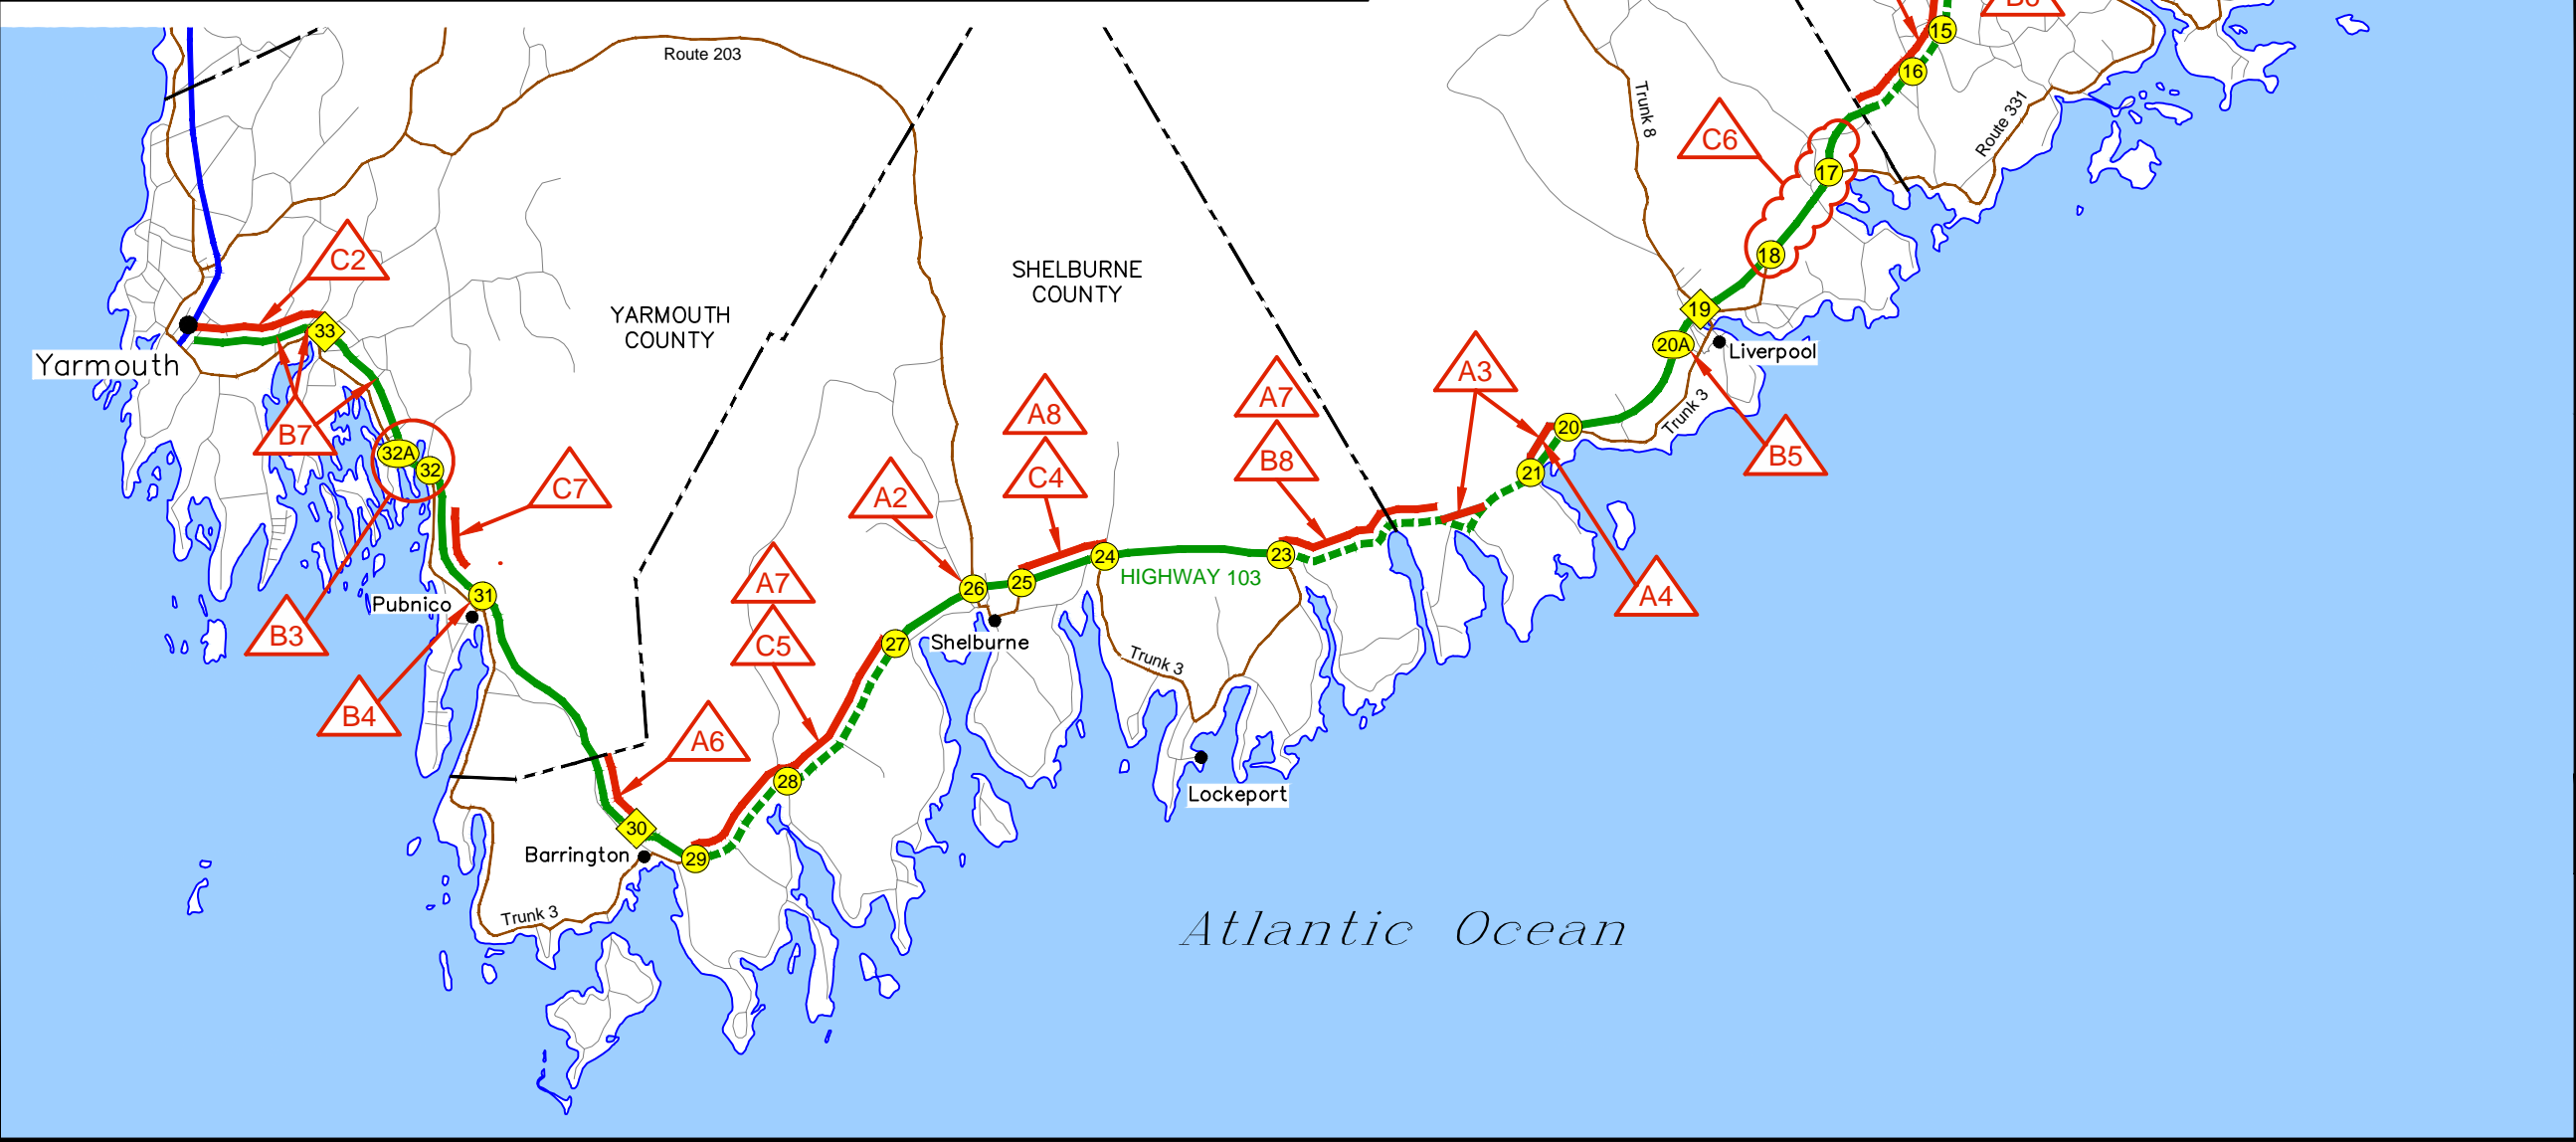 B6
15
Route 203
16
Trunk 8
Route 331
C6
17
C2
18
SHELBURNE
COUNTY
YARMOUTH
COUNTY
19
33
20A
Liverpool
Yarmouth
A3
A7
A8
Trunk 3
20
B7
32A
32
B8
B5
C4
21
C7
A2
24
23
HIGHWAY 103
A7
25
26
31
A4
Pubnico
B3
Shelburne
27
C5
Trunk 3
B4
A6
28
Lockeport
30
Barrington
29
Trunk 3
Atlantic Ocean